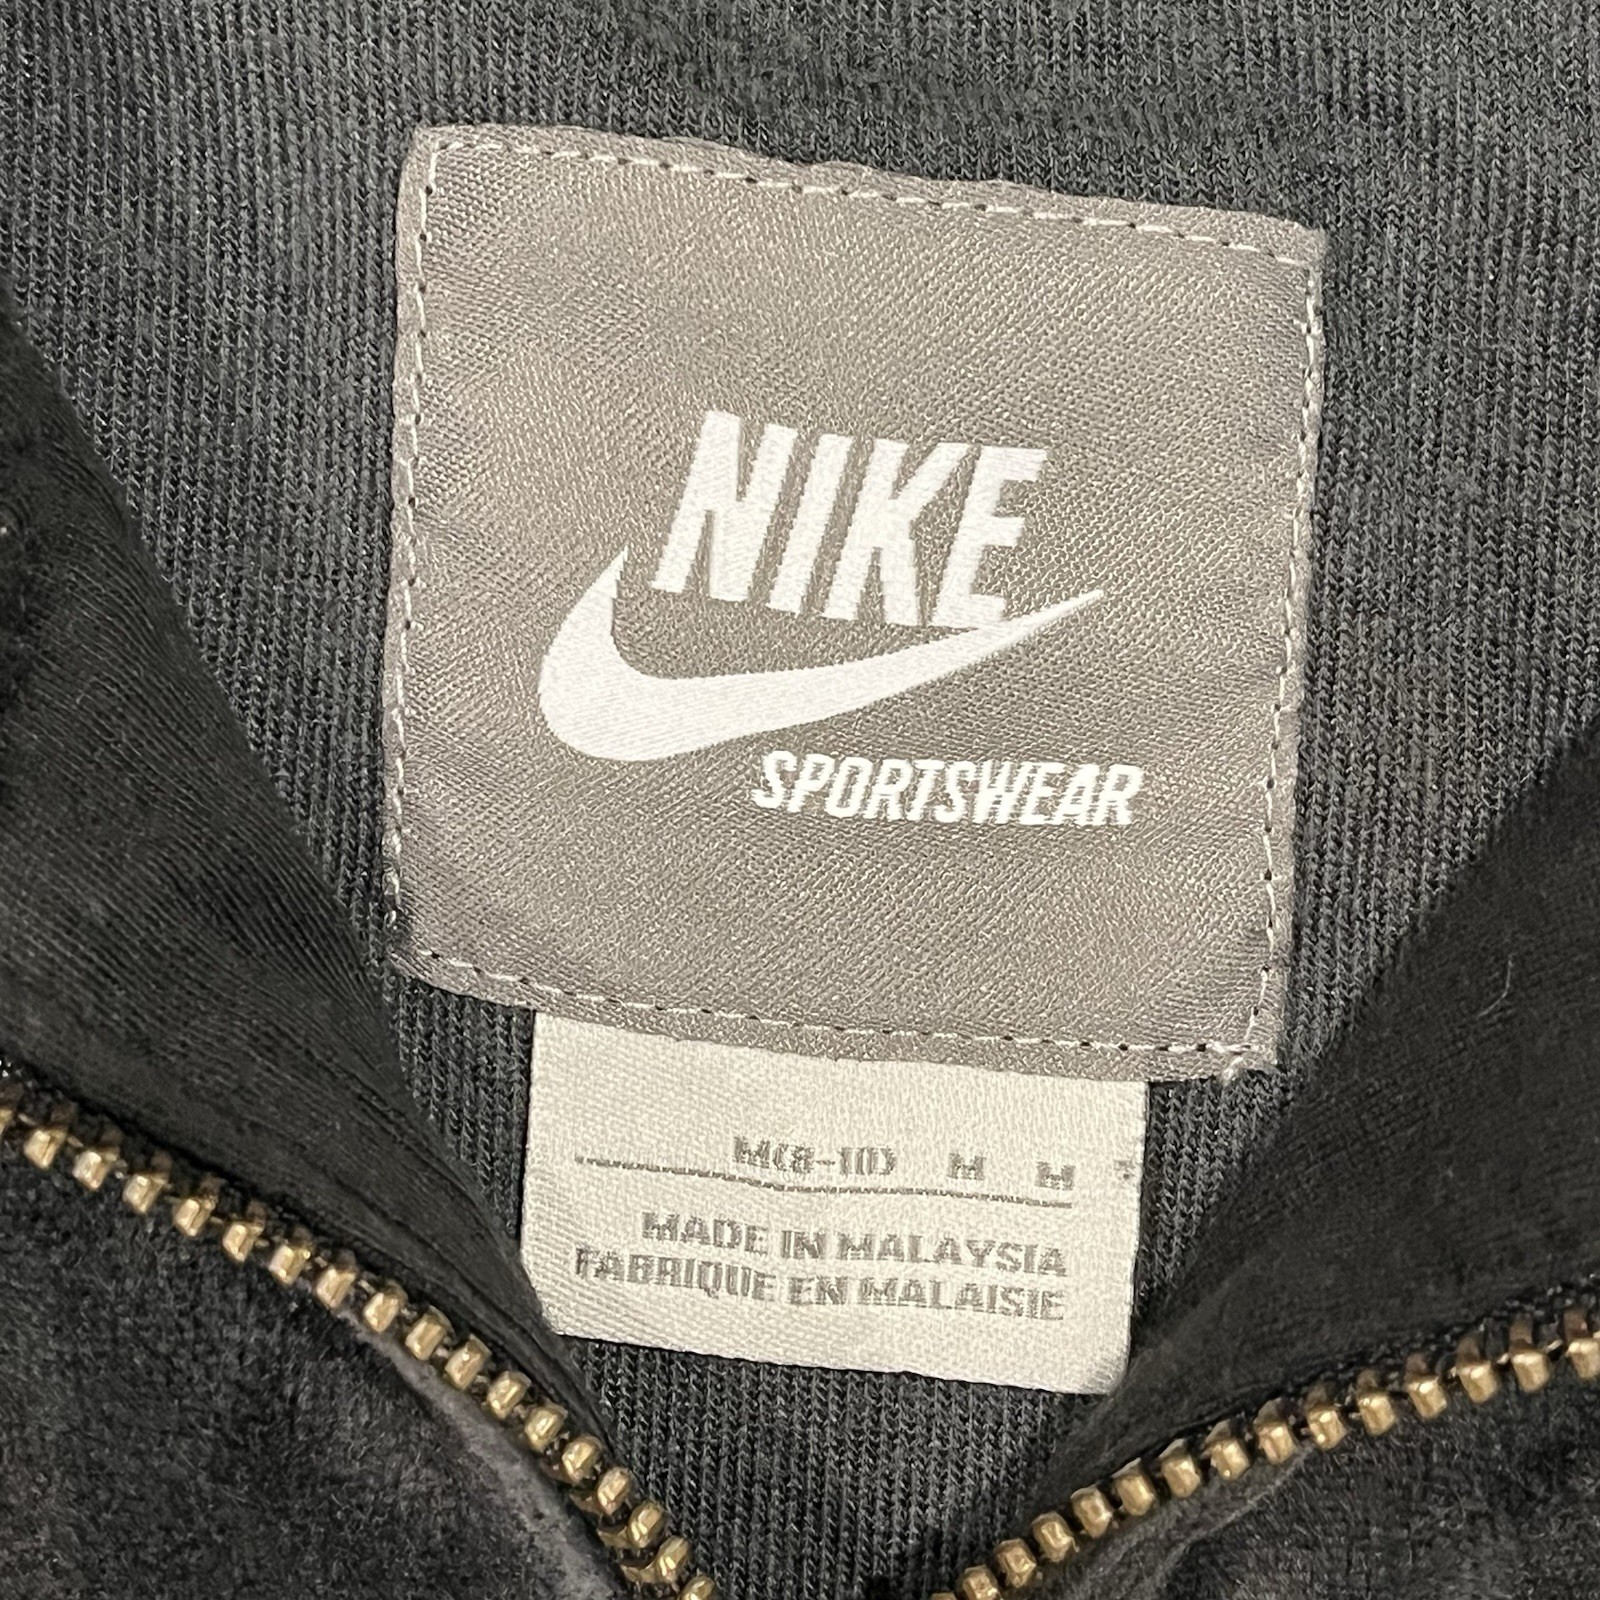 NIKE
SPORTSWEAR
M(8-10) M M
MADE IN MALAYSIA
FABRIQUE EN MALAISIE